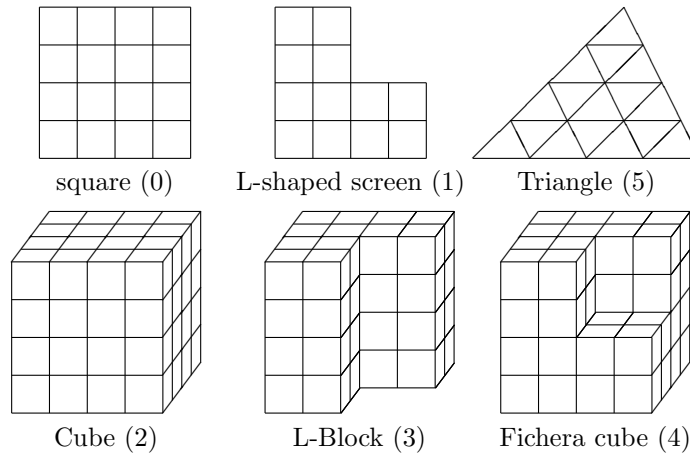 square (0) L-shaped screen (1) Triangle (5)
Cube (2) L-Block (3) Fichera cube (4)